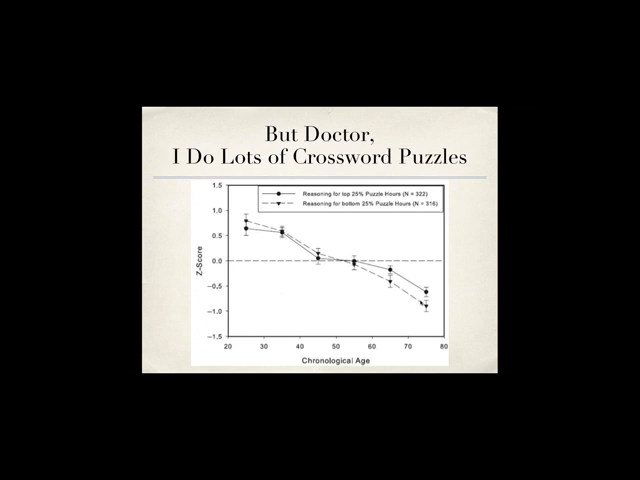 But Doctor,
I Do Lots of Crossword Puzzles
Reasoning for top 25% Puzzle Hours (N = 322)
Reasoning for bottom 25% Puzzle Hours (N = 316)
1.5
1.0
0.5
0.0
-0.5
-1.0
-1.5
Z-Score
20 30 40 50 60 70 80
Chronological Age